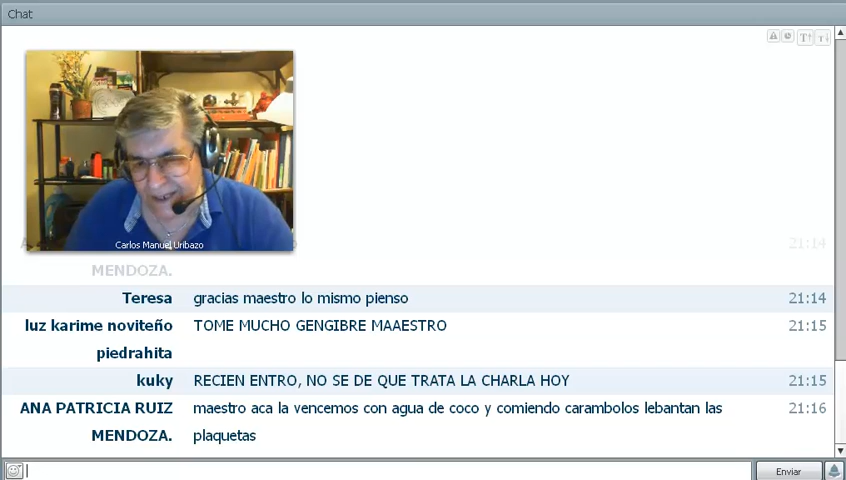 Chat
Carlos Manuel Uribazo
21:14
MENDOZA.
Teresa gracias maestro lo mismo pienso 21:14
luz karime noviteño TOME MUCHO GENGIBRE MAAESTRO 21:15
piedrahita
kuky RECIEN ENTRO, NO SE DE QUE TRATA LA CHARLA HOY 21:15
ANA PATRICIA RUIZ maestro aca la vencemos con agua de coco y comiendo carambolos lebantan las 21:16
MENDOZA. plaquetas
Enviar